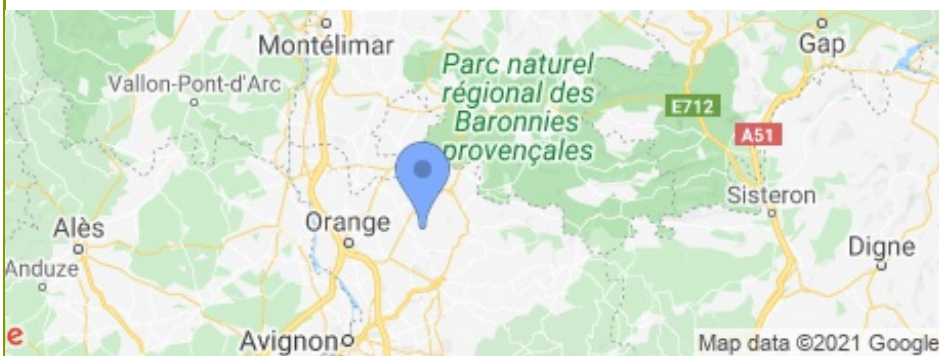 Montélimar
Gap
Vallon-Pont-d'Arc
Parc naturel
régional des
Baronnies
provençales
E712
A51
Sisteron
Orange
Alès
Digne
Anduze
Avignon
e
Map data ©2021 Google